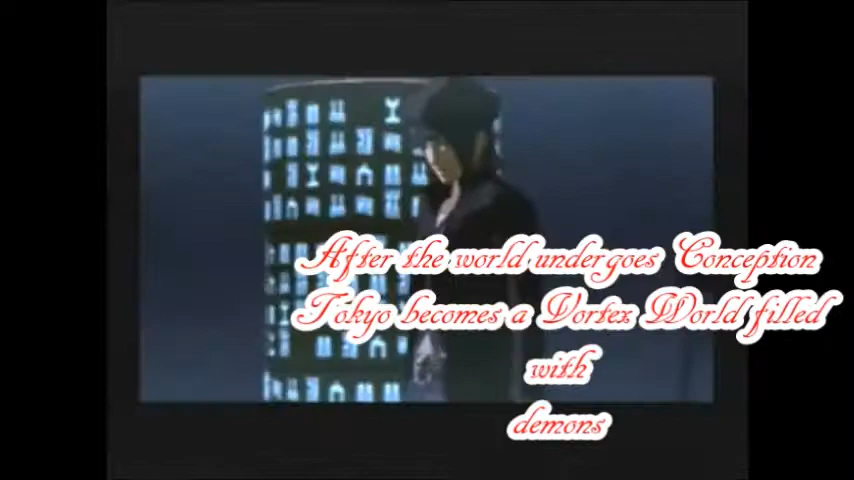 After the world undergoes Conception
Tokyo becomes a Vortex World filled
with
demons